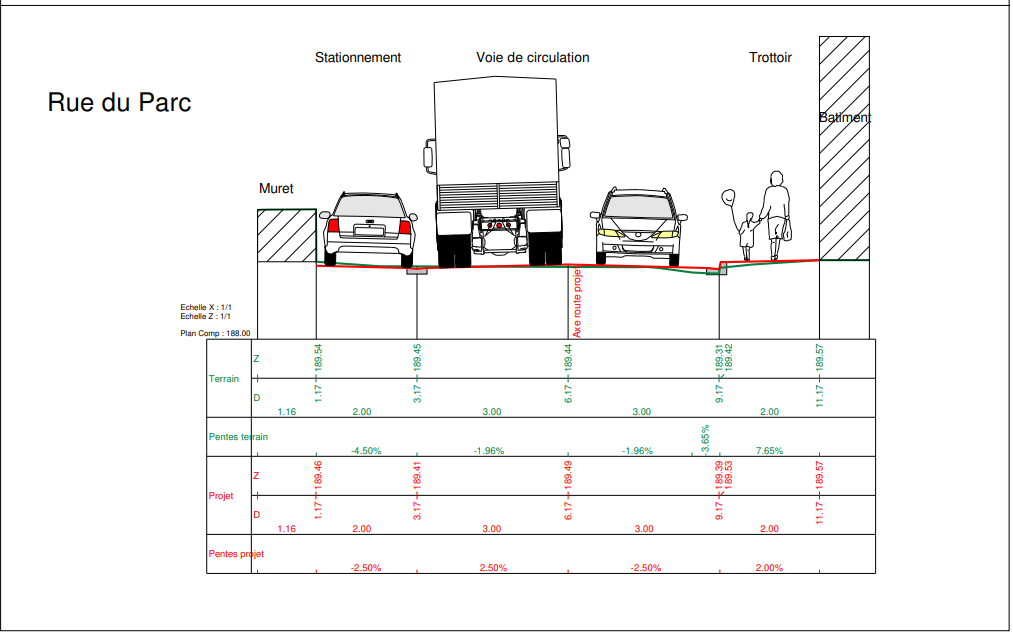 Stationnement Voie de circulation Trottoir
Rue du Parc
Batiment
Muret
Echelle X : 1/1
Echelle Z : 1/1
Plan Comp : 188.00
Axe route projet
Terrain
Z 189.54 189.45 189.44 189.31 189.42 189.57
D 1.17 3.17 6.17 9.17 11.17
1.16 2.00 3.00 3.00 2.00
Pentes terrain
-4.50% -1.96% -1.96% -3.65% 7.65%
Projet
Z 189.46 189.41 189.49 189.39 189.53 189.57
D 1.17 3.17 6.17 9.17 11.17
1.16 2.00 3.00 3.00 2.00
Pentes projet
-2.50% 2.50% -2.50% 2.00%